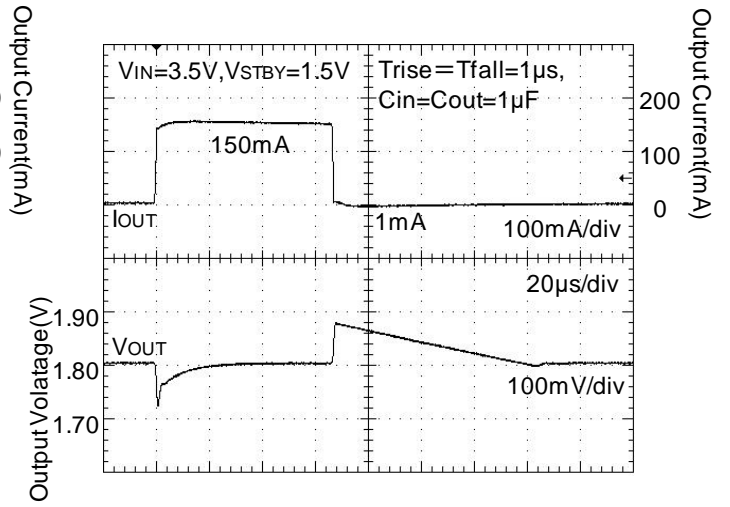 Output Current(mA)
VIN=3.5V,VSTBY=1.5V
Trise=Tfall=1μs,
Cin=Cout=1μF
200
150mA
100
IOUT
1mA
0
100mA/div
Output Current(mA)
20μs/div
1.90
VOUT
1.80
100mV/div
1.70
Output Volatage(V)